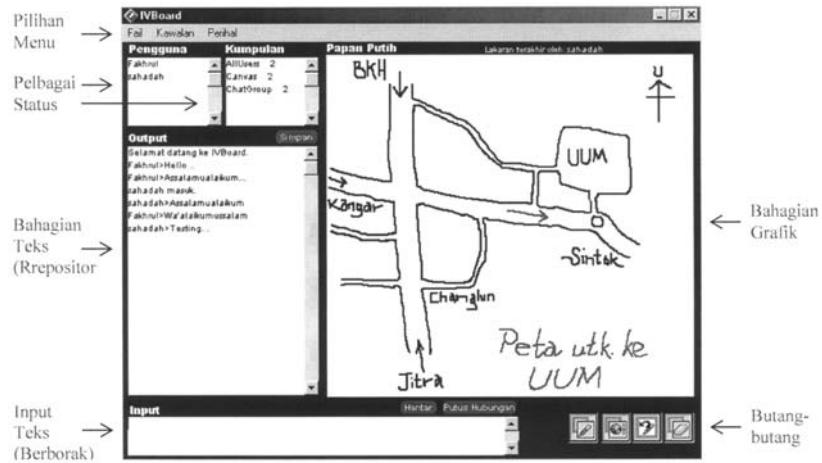 Pilihan
Menu
Pelbagai
Status
Bahagian
Teks
(Rrepositor
Input
Teks
(Berborak)
IVBoard
Fail Kawalan Perihal
Pengguna
Fakhrul
sahadah
Kumpulan
AllUsers 2
Canvas 2
ChatGroup 2
Output Simpan
Selamat datang ke IVBoard.
Fakhrul>Hello...
Fakhrul>Assalamualaikum...
sahadah masuk.
sahadah>Assalamualaikum
Fakhrul>Wa'alaikumussalam
sahadah>Testing...
Papan Putih Lakaran terakhir oleh: sahadah
BKH
U
UUM
Kangar
Sintok
Changlun
Jitra
Peta utk. ke
UUM
Input Hantar Putus Hubungan
Bahagian
Grafik
Butang-
butang